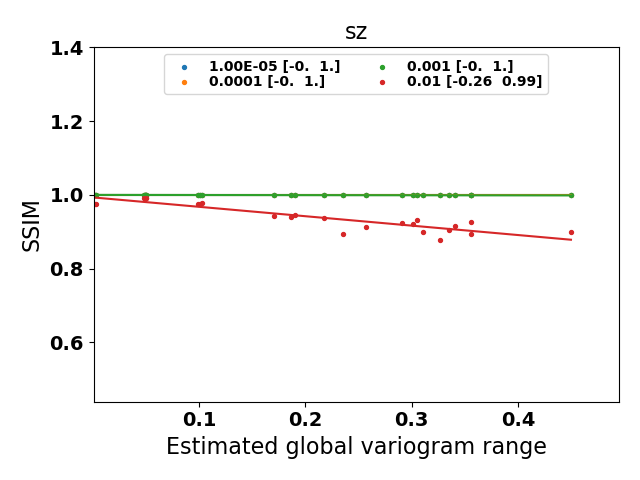 sz
1.00E-05 [-0.  1.]
0.0001 [-0.  1.]
0.001 [-0.  1.]
0.01 [-0.26  0.99]
1.4
1.2
1.0
0.8
0.6
SSIM
0.1
0.2
0.3
0.4
Estimated global variogram range